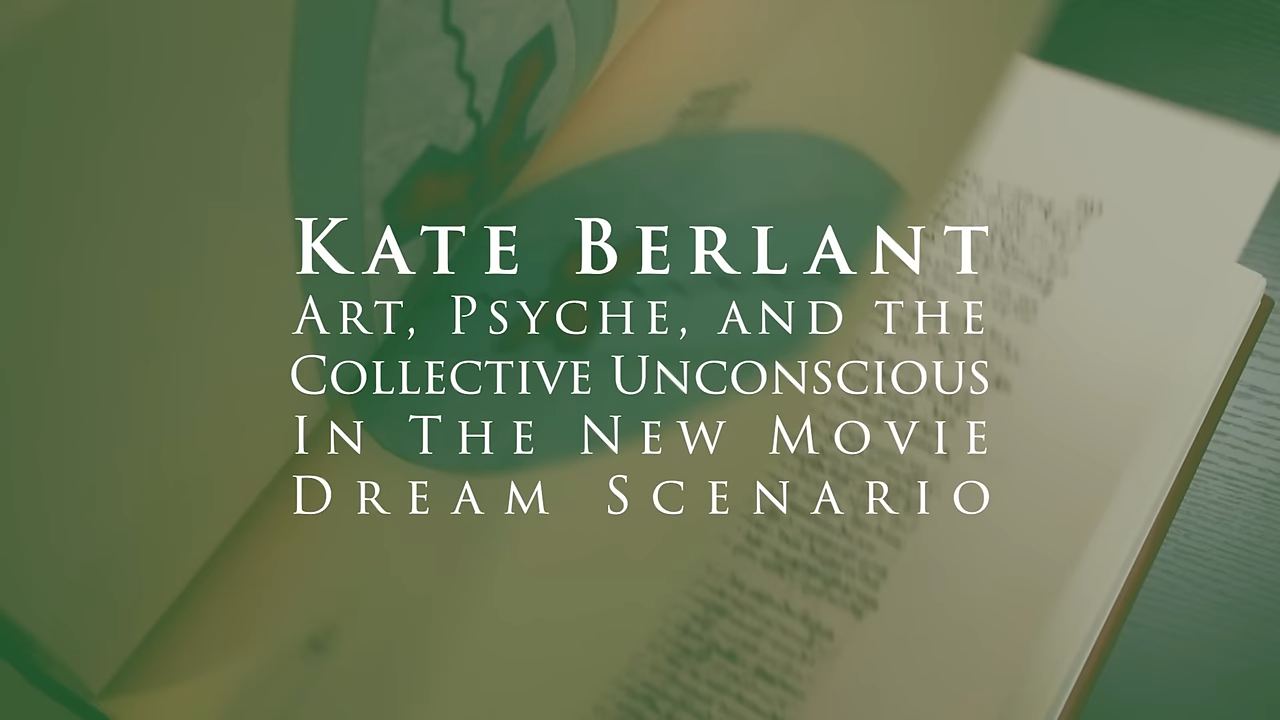 Kate Berlant
Art, Psyche, and the
Collective Unconscious
In The New Movie
Dream Scenario